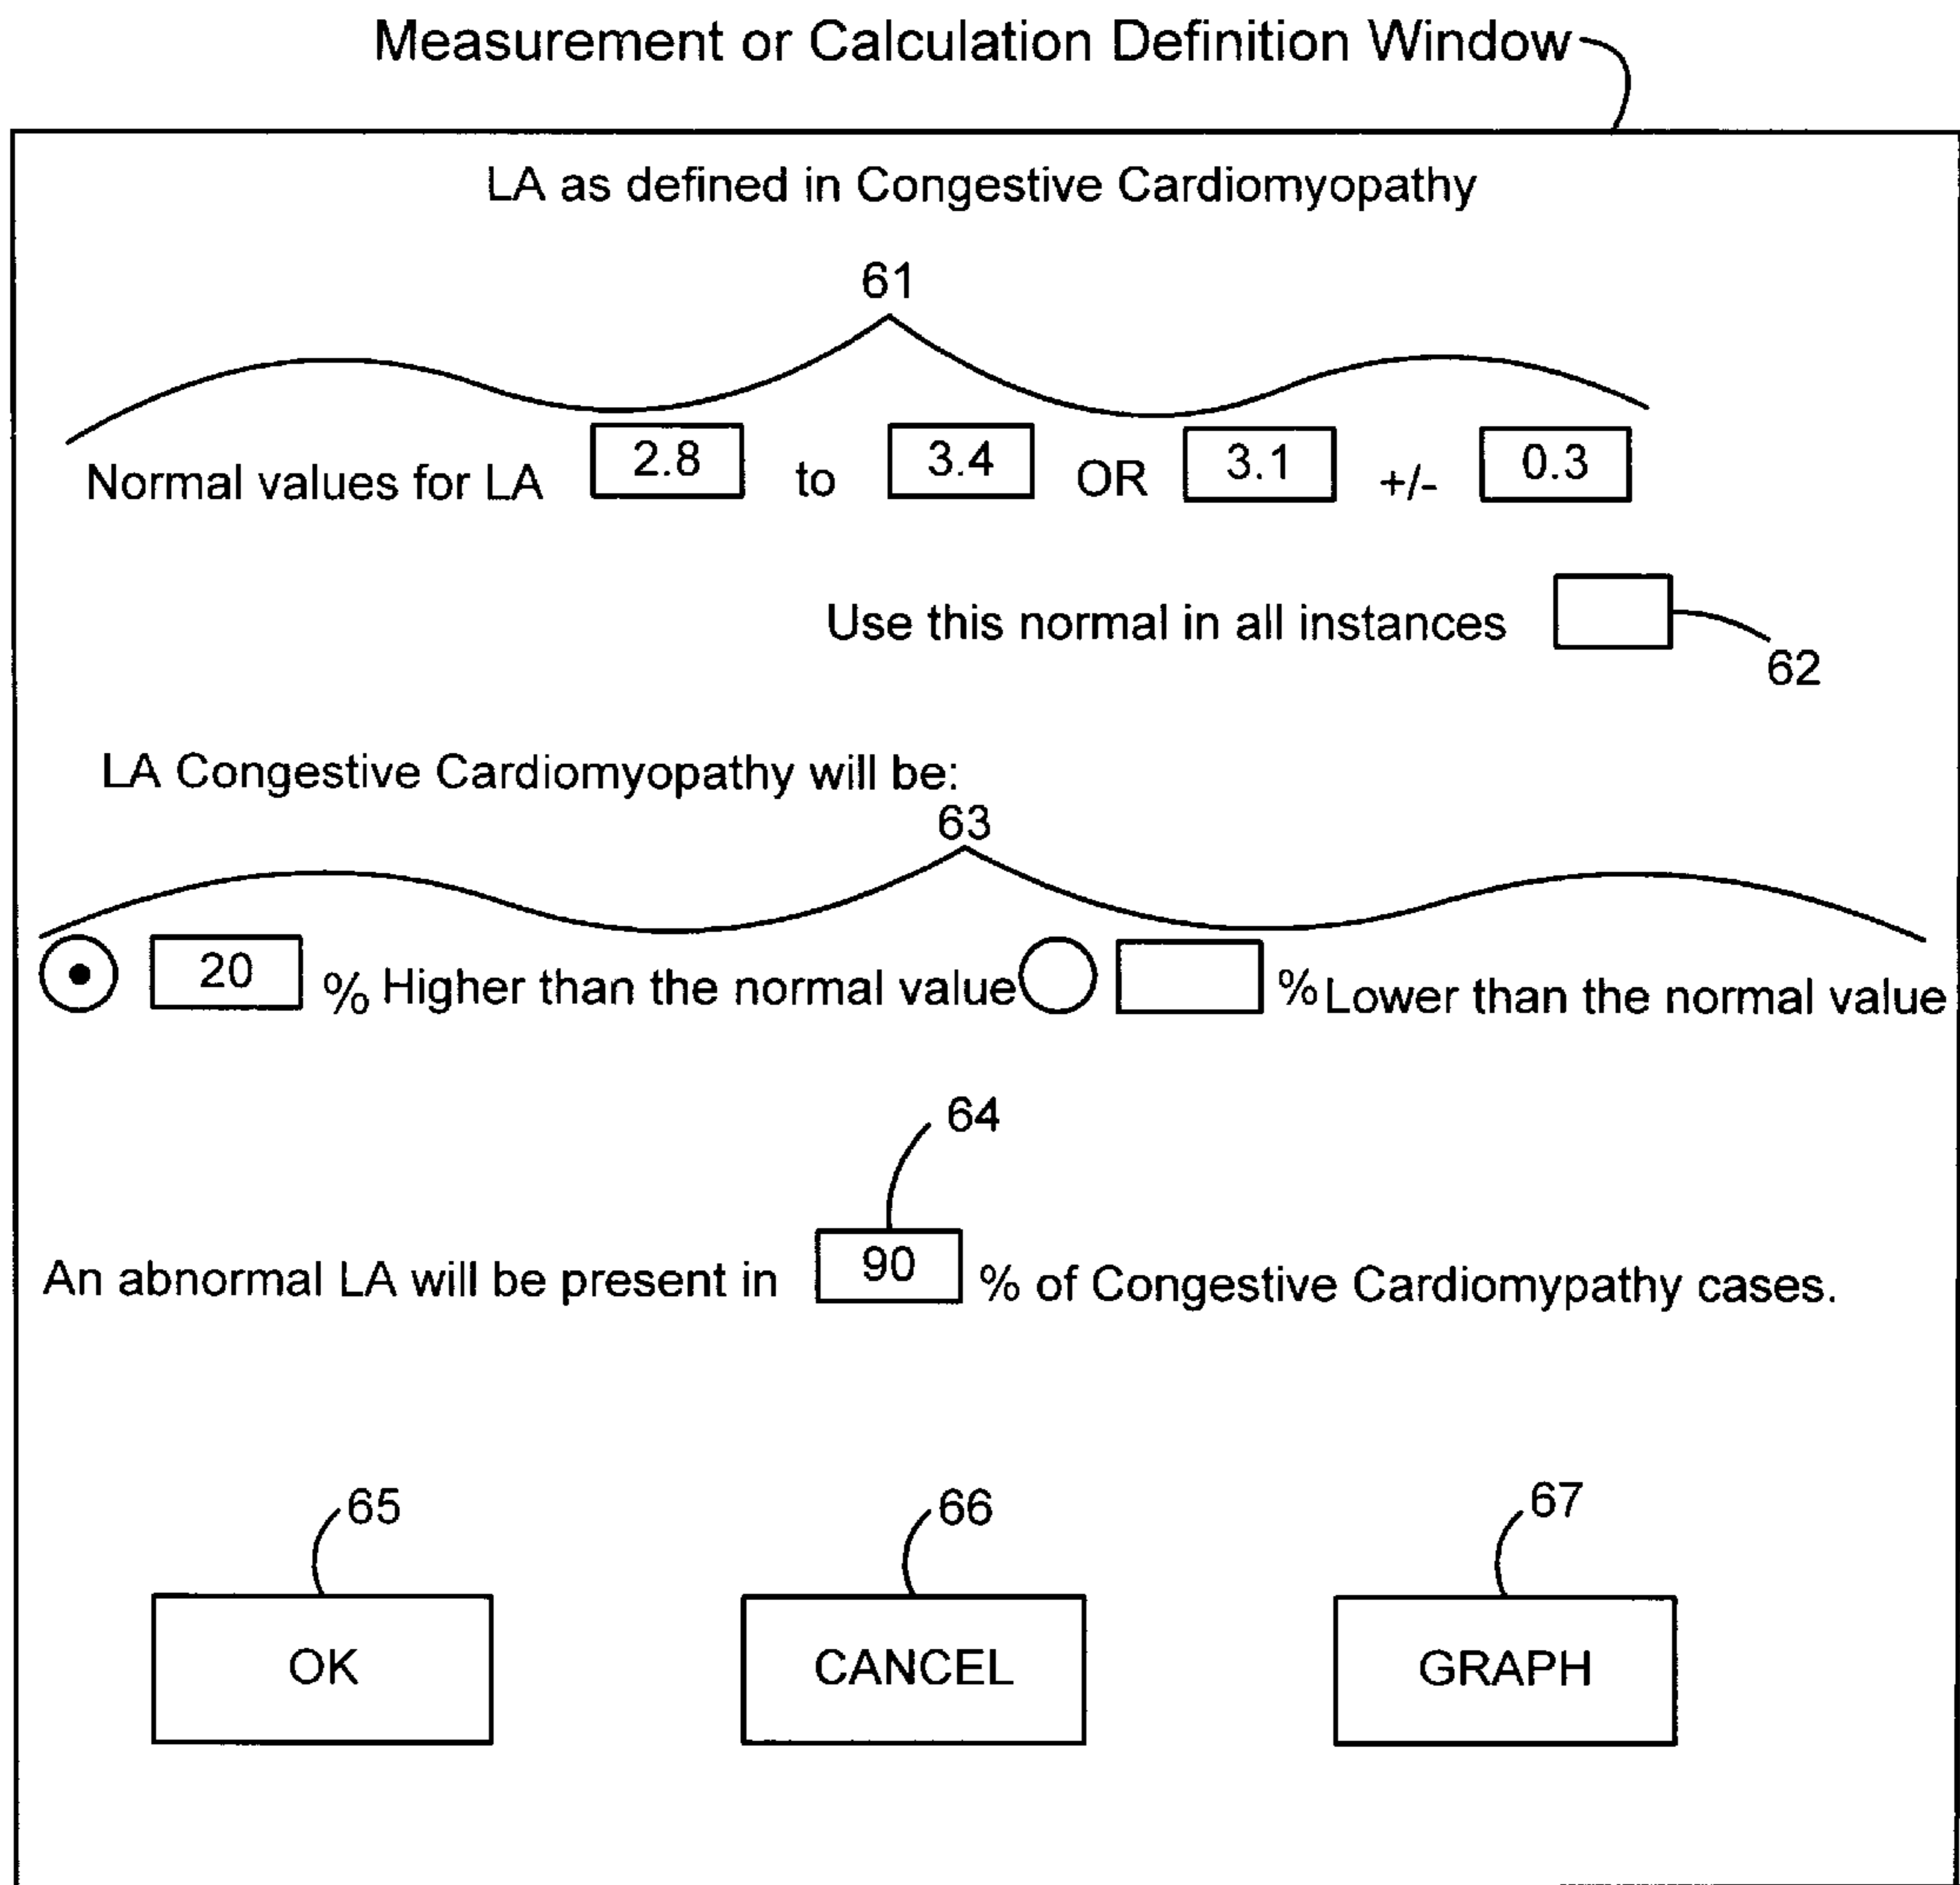 Measurement or Calculation Definition Window
LA as defined in Congestive Cardiomyopathy
61
Normal values for LA 2.8 to 3.4 OR 3.1 +/- 0.3
Use this normal in all instances
62
LA Congestive Cardiomyopathy will be:
63
20 % Higher than the normal value % Lower than the normal value
64
An abnormal LA will be present in 90 % of Congestive Cardiomypathy cases.
65 66 67
OK CANCEL GRAPH